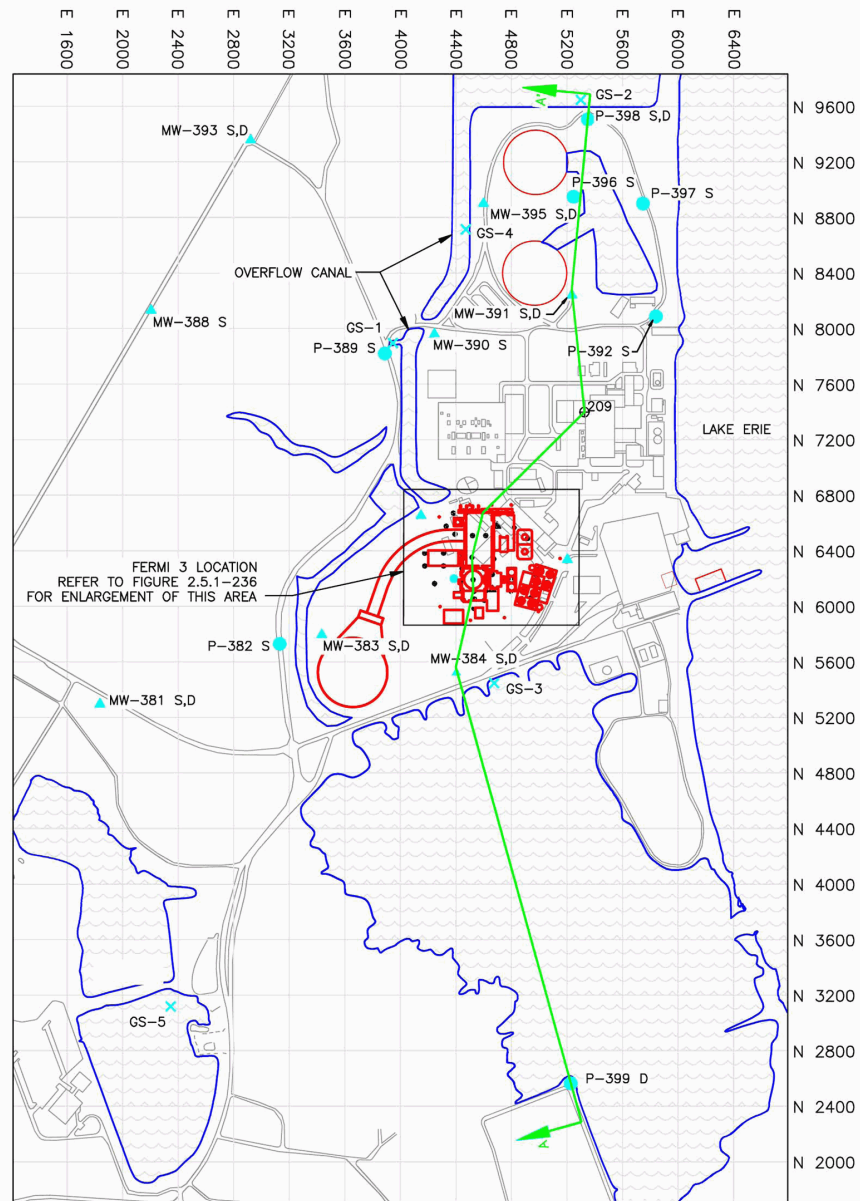 E 1600
E 2000
E 2400
E 2800
E 3200
E 3600
E 4000
E 4400
E 4800
E 5200
E 5600
E 6000
E 6400
A'
GS-2
N 9600
P-398 S,D
MW-393 S,D
N 9200
P-396 S
P-397 S
MW-395 S,D
N 8800
GS-4
OVERFLOW CANAL
N 8400
MW-388 S
MW-391 S,D
GS-1
N 8000
P-389 S
MW-390 S
P-392 S
N 7600
209
LAKE ERIE
N 7200
N 6800
N 6400
FERMI 3 LOCATION
REFER TO FIGURE 2.5.1-236
FOR ENLARGEMENT OF THIS AREA
N 6000
P-382 S
MW-383 S,D
MW-384 S,D
N 5600
MW-381 S,D
GS-3
N 5200
N 4800
N 4400
N 4000
N 3600
N 3200
GS-5
N 2800
P-399 D
N 2400
A
N 2000